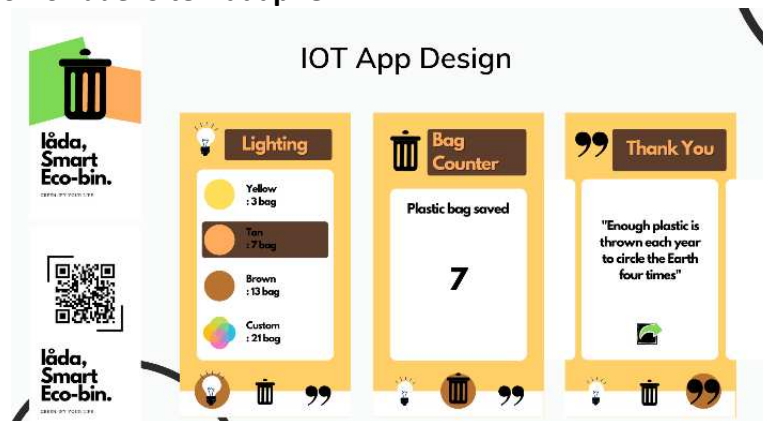 IOT App Design
låda,
Smart
Eco-bin.
låda,
Smart
Eco-bin.
Lighting
Yellow
: 3 bag
Tan
: 7 bag
Brown
: 13 bag
Custom
: 21 bag
Bag
Counter
Plastic bag saved
7
Thank You
"Enough plastic is
thrown each year
to circle the Earth
four times"